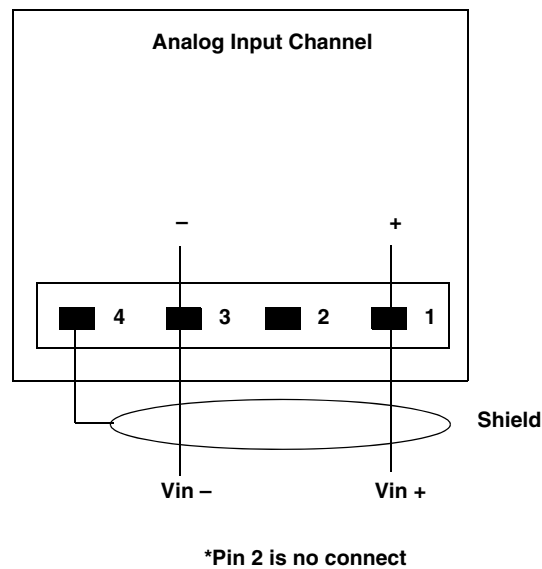 Analog Input Channel
– +
4 3 2 1
Shield
Vin – Vin +
*Pin 2 is no connect